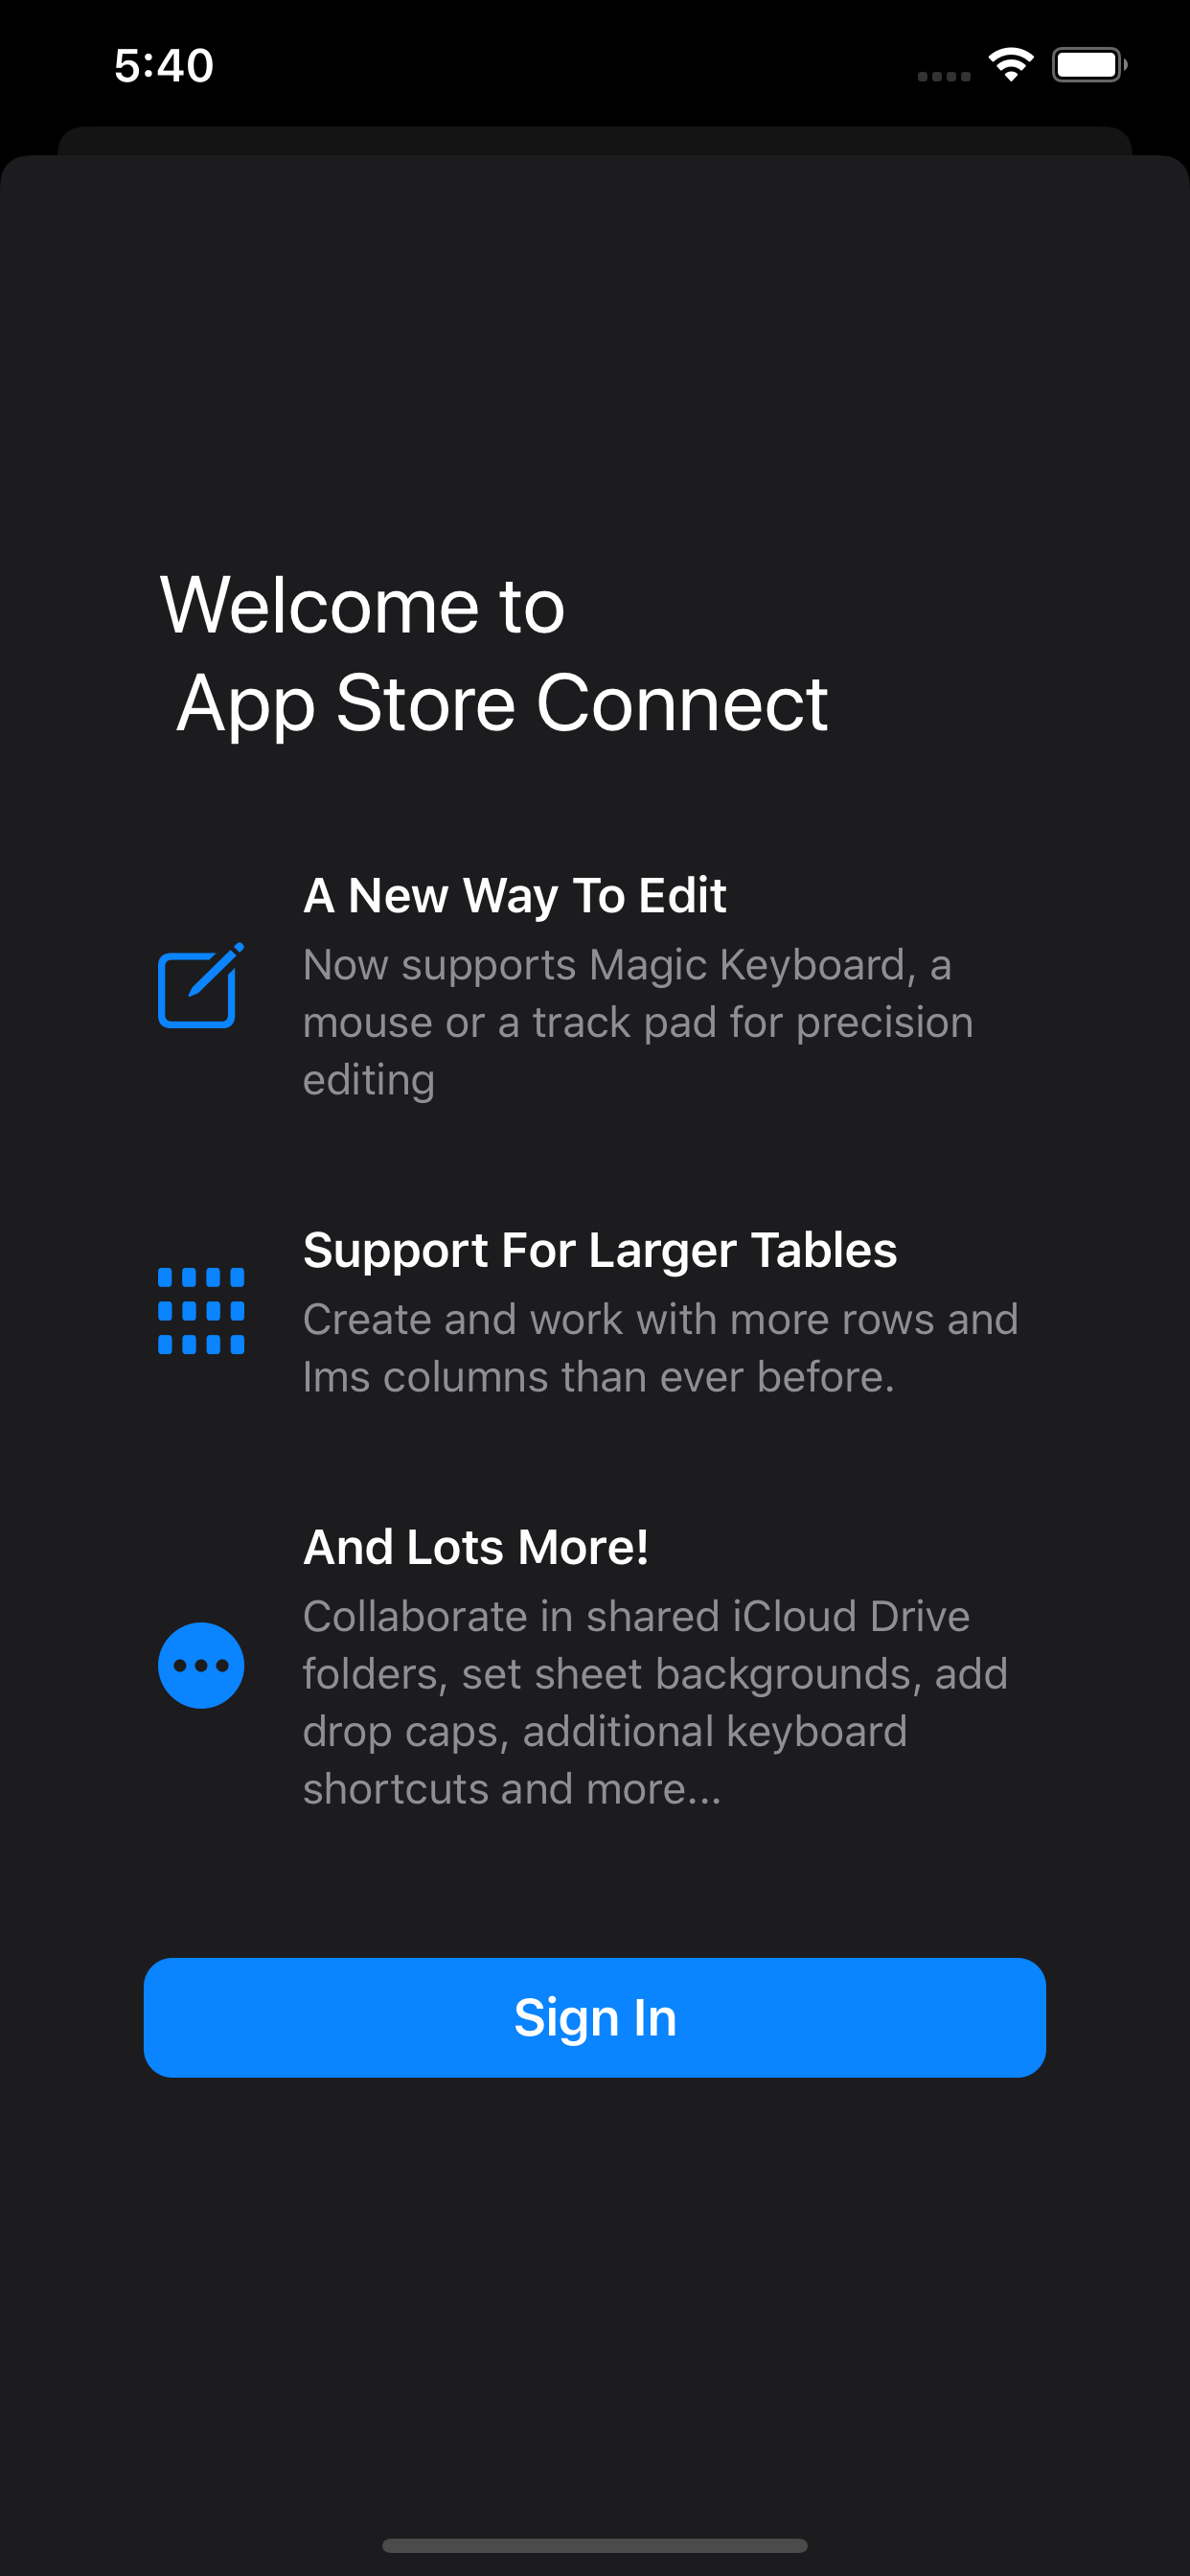 5:40
Welcome to
App Store Connect
A New Way To Edit
Now supports Magic Keyboard, a
mouse or a track pad for precision
editing
Support For Larger Tables
Create and work with more rows and
lms columns than ever before.
And Lots More!
Collaborate in shared iCloud Drive
folders, set sheet backgrounds, add
drop caps, additional keyboard
shortcuts and more...
Sign In